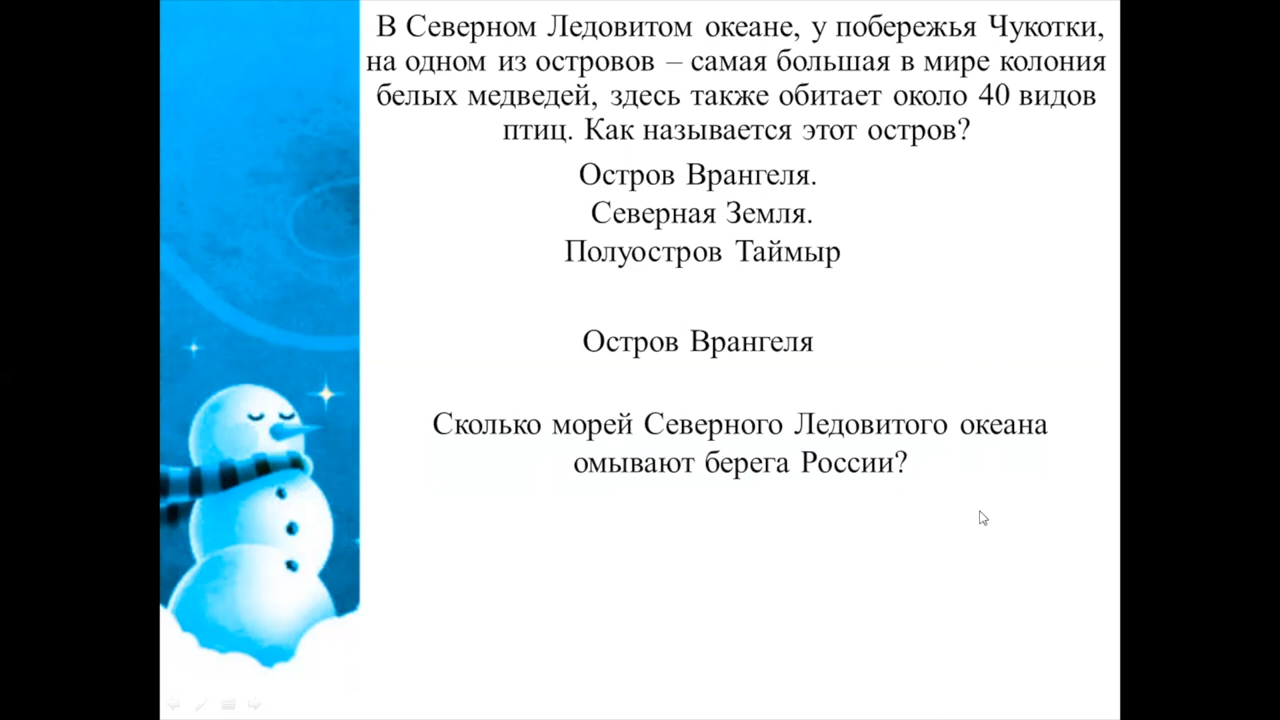 В Северном Ледовитом океане, у побережья Чукотки,
на одном из островов – самая большая в мире колония
белых медведей, здесь также обитает около 40 видов
птиц. Как называется этот остров?
Остров Врангеля.
Северная Земля.
Полуостров Таймыр
Остров Врангеля
Сколько морей Северного Ледовитого океана
омывают берега России?